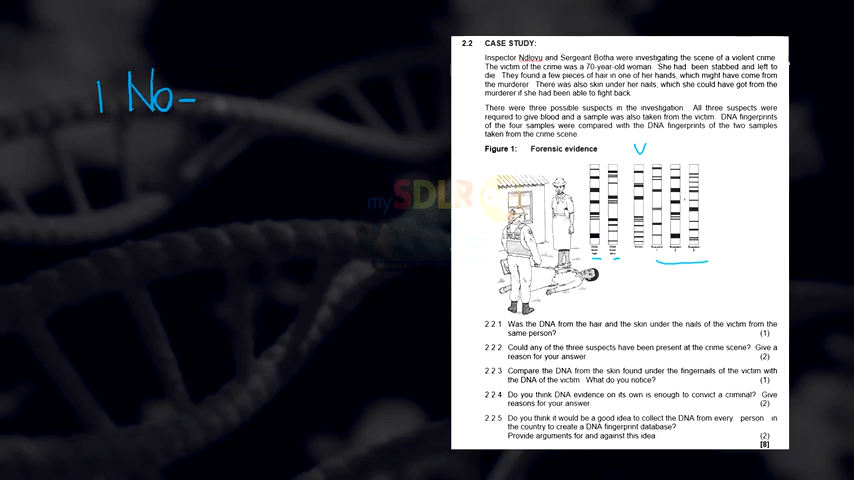 1 No-
2.2 CASE STUDY:
Inspector Ndlovu and Sergeant Botha were investigating the scene of a violent crime
The victim of the crime was a 70-year-old woman She had been stabbed and left to
die They found a few pieces of hair in one of her hands, which might have come from
the murderer There was also skin under her nails, which she could have got from the
murderer if she had been able to fight back
There were three possible suspects in the investigation All three suspects were
required to give blood and a sample was also taken from the victim DNA fingerprints
of the four samples were compared with the DNA fingerprints of the two samples
taken from the crime scene
Figure 1: Forensic evidence
V
my SDLR
2 2 1 Was the DNA from the hair and the skin under the nails of the victim from the
same person? (1)
2 2 2 Could any of the three suspects have been present at the crime scene? Give a
reason for your answer (2)
2 2 3 Compare the DNA from the skin found under the fingernails of the victim with
the DNA of the victim What do you notice? (1)
2 2 4 Do you think DNA evidence on its own is enough to convict a criminal? Give
reasons for your answer (2)
2 2 5 Do you think it would be a good idea to collect the DNA from every person in
the country to create a DNA fingerprint database?
Provide arguments for and against this idea (2)
[8]